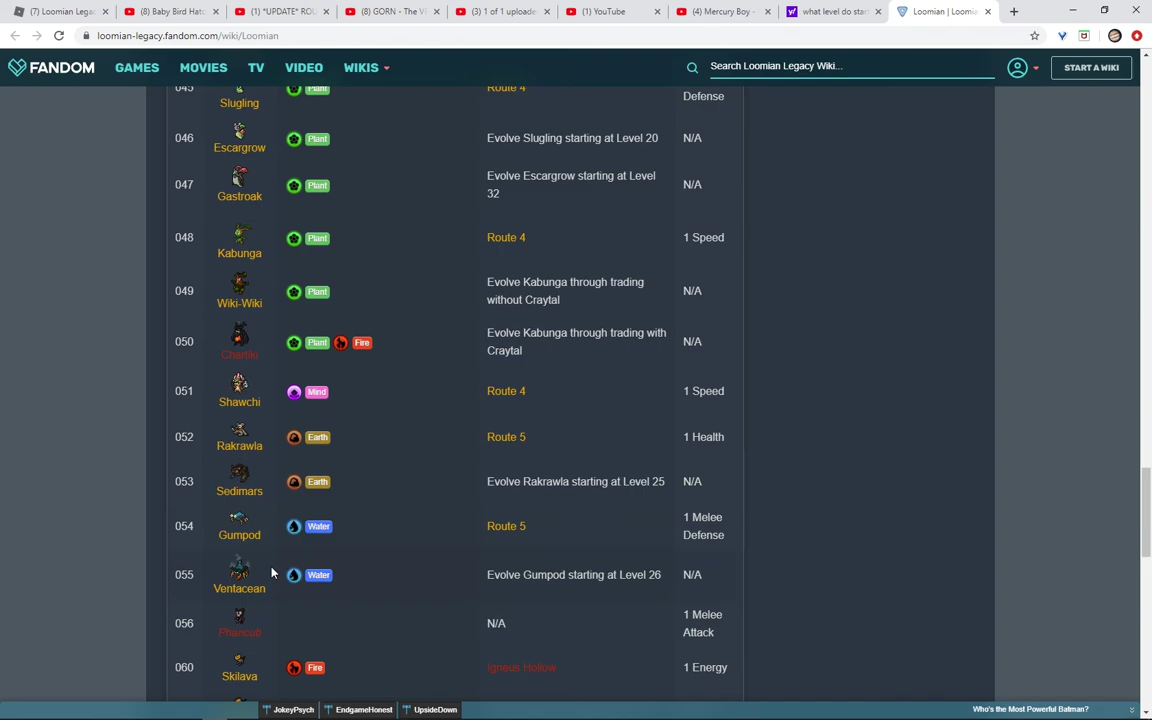 (7) Loomian Legac
(8) Baby Bird Hatc
(1) *UPDATE* ROU
(8) GORN - The V
(3) 1 of 1 uploade
(1) YouTube
(4) Mercury Boy -
what level do star
Loomian | Loomi
loomian-legacy.fandom.com/wiki/Loomian
FANDOM GAMES MOVIES TV VIDEO WIKIS Search Loomian Legacy Wiki... START A WIKI
045 Slugling Plant Route 4 Defense
046 Escargrow Plant Evolve Slugling starting at Level 20 N/A
047 Gastroak Plant Evolve Escargrow starting at Level
32 N/A
048 Kabunga Plant Route 4 1 Speed
049 Wiki-Wiki Plant Evolve Kabunga through trading
without Craytal N/A
050 Chartiki Plant Fire Evolve Kabunga through trading with
Craytal N/A
051 Shawchi Mind Route 4 1 Speed
052 Rakrawla Earth Route 5 1 Health
053 Sedimars Earth Evolve Rakrawla starting at Level 25 N/A
054 Gumpod Water Route 5 1 Melee
Defense
055 Ventacean Water Evolve Gumpod starting at Level 26 N/A
056 Phancub N/A 1 Melee
Attack
060 Skilava Fire Igneus Hollow 1 Energy
JokeyPsych EndgameHonest UpsideDown Who's the Most Powerful Batman?